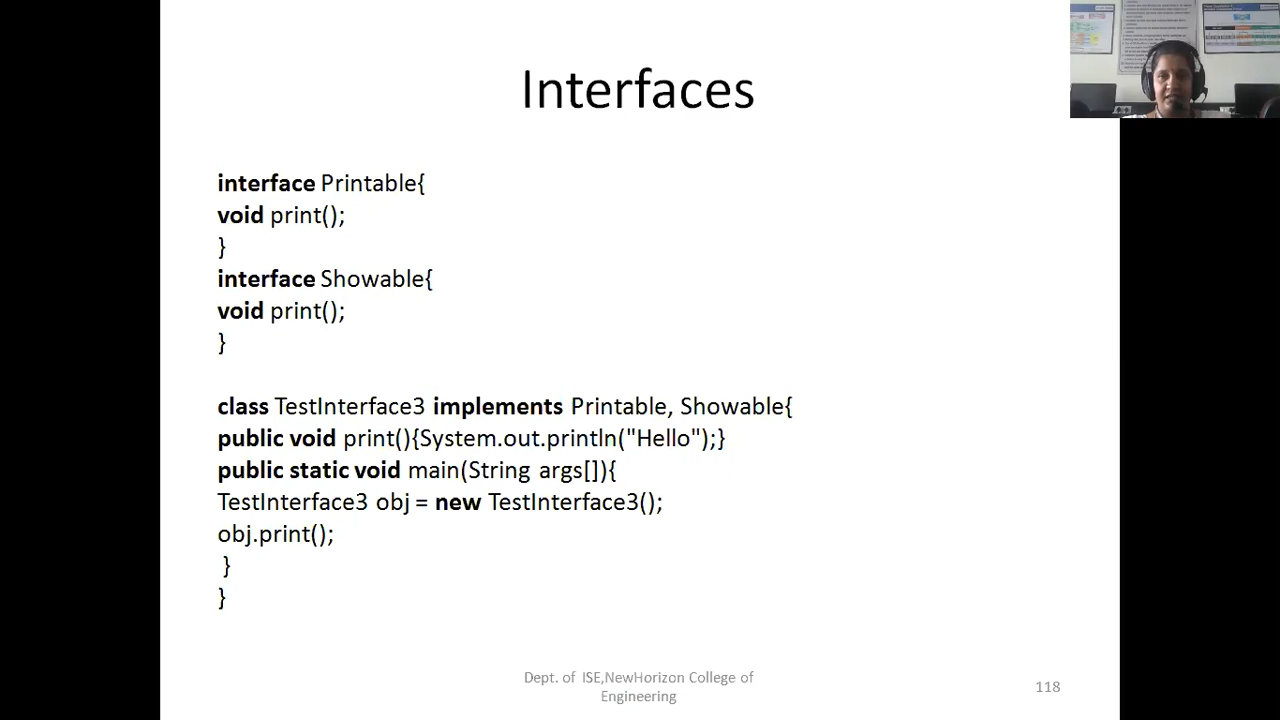 Interfaces
interface Printable{
void print();
}
interface Showable{
void print();
}
class TestInterface3 implements Printable, Showable{
public void print(){System.out.println("Hello");}
public static void main(String args[]){
TestInterface3 obj = new TestInterface3();
obj.print();
}
}
Dept. of ISE,NewHorizon College of
Engineering
118